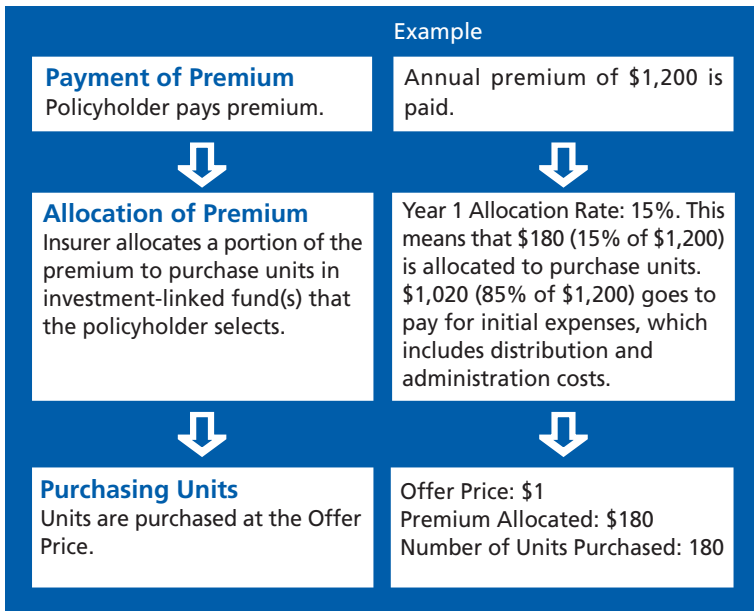 Example
Payment of Premium
Policyholder pays premium.
Annual premium of $1,200 is
paid.
Allocation of Premium
Insurer allocates a portion of the
premium to purchase units in
investment-linked fund(s) that
the policyholder selects.
Year 1 Allocation Rate: 15%. This
means that $180 (15% of $1,200)
is allocated to purchase units.
$1,020 (85% of $1,200) goes to
pay for initial expenses, which
includes distribution and
administration costs.
Purchasing Units
Units are purchased at the Offer
Price.
Offer Price: $1
Premium Allocated: $180
Number of Units Purchased: 180